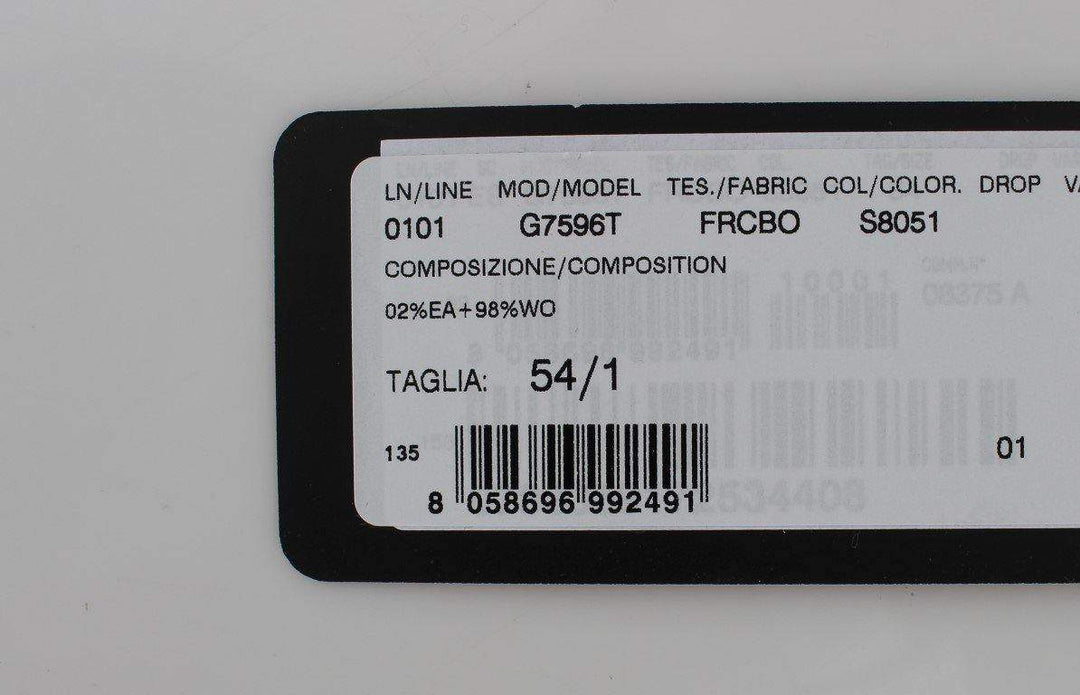 LN/LINE MOD/MODEL TES./FABRIC COL/COLOR. DROP
0101 G7596T FRCBO S8051
COMPOSIZIONE/COMPOSITION
02%EA+98%WO
TAGLIA: 54/1
135
01
8 058696 992491